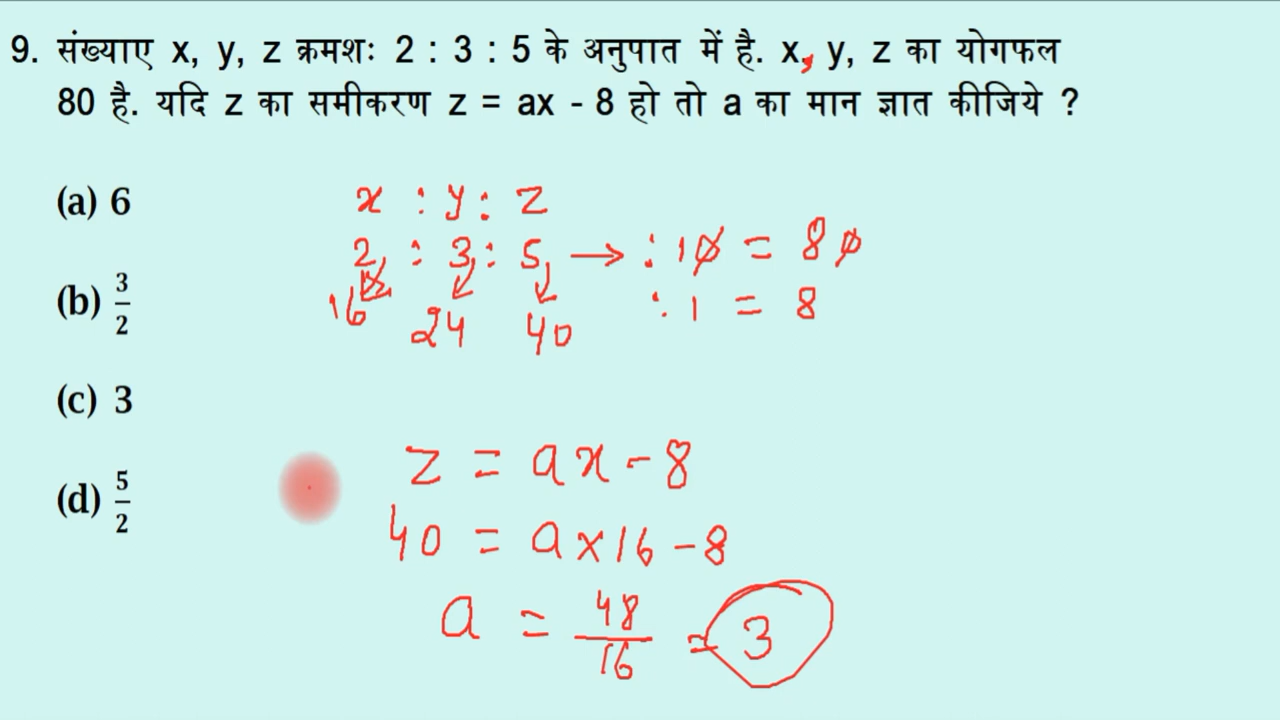 9. संख्याए x, y, z क्रमशः 2 : 3 : 5 के अनुपात में है. x, y, z का योगफल
80 है. यदि z का समीकरण z = ax - 8 हो तो a का मान ज्ञात कीजिये ?
(a) 6
(b) 3/2
(c) 3
(d) 5/2
x : y : z
2 : 3 : 5 → : 10 = 80
16 24 40 : 1 = 8
z = ax - 8
40 = a x 16 - 8
a = 48/16 = 3